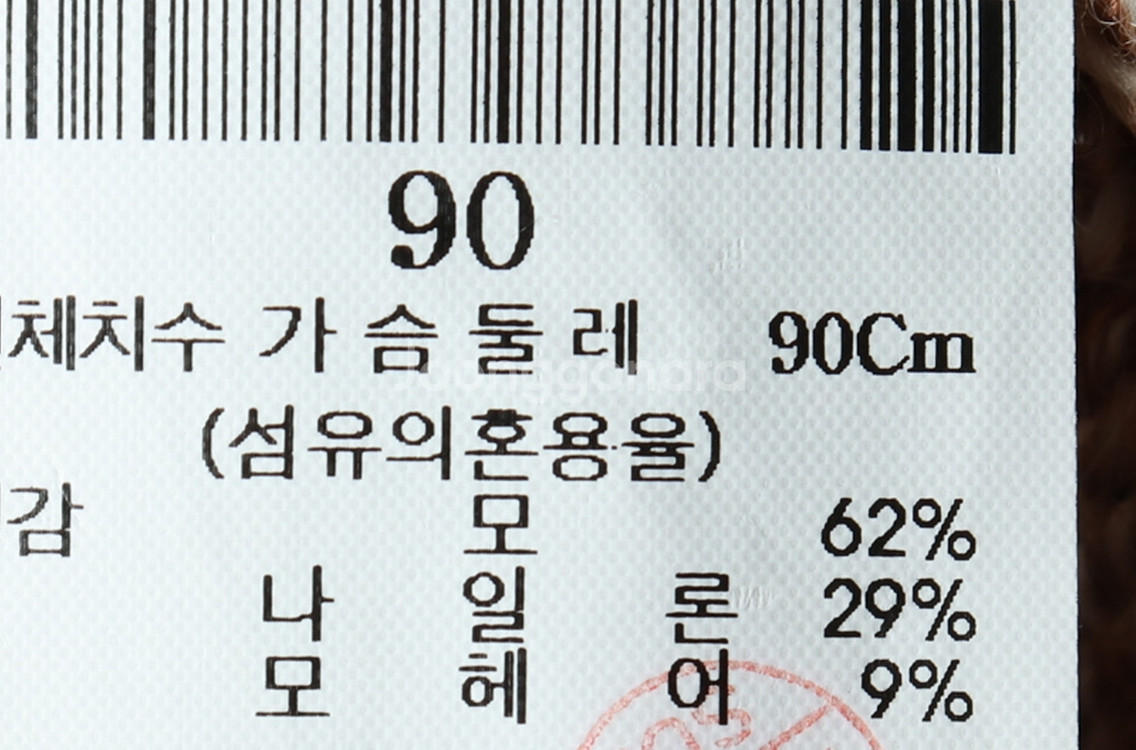 90
체치수 가슴둘레 90Cm
(섬유의혼용율)
감 모 62%
나일론 29%
모헤어 9%